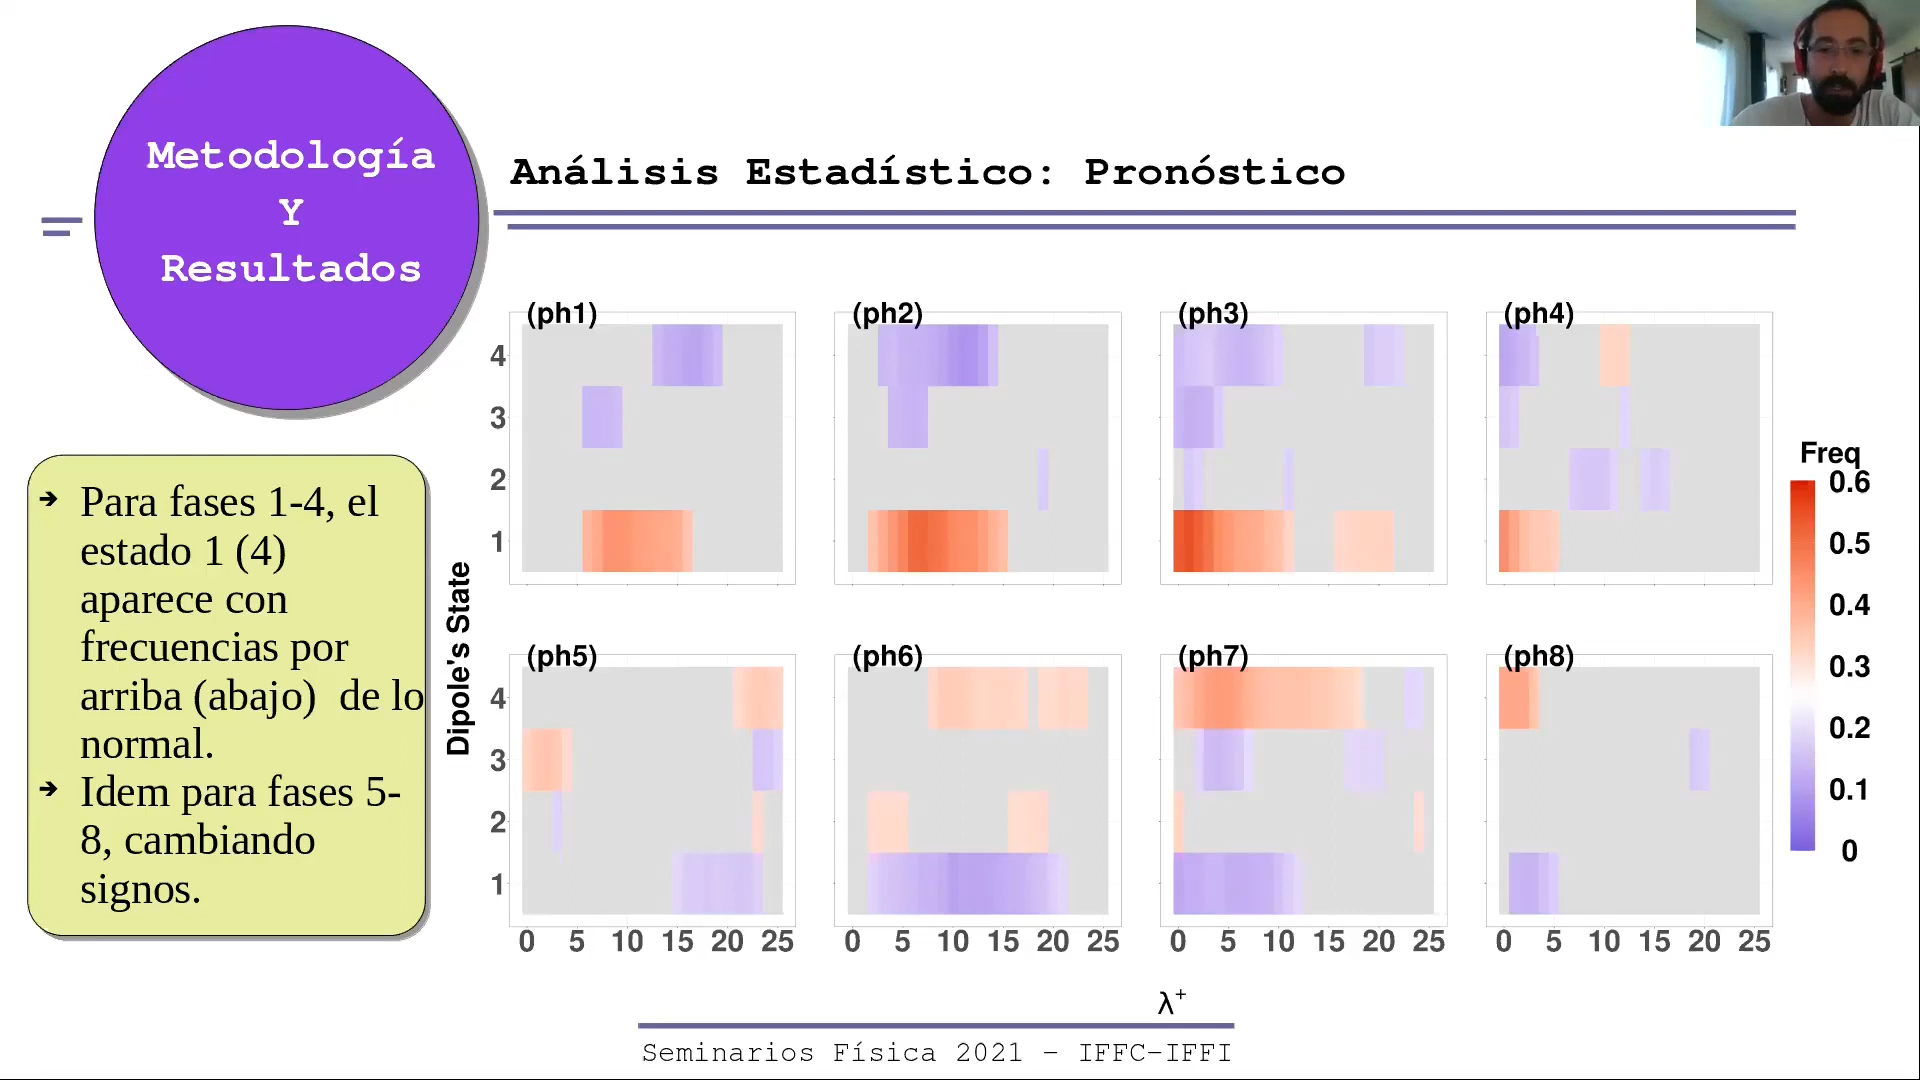 Metodología
Y
Resultados
Análisis Estadístico: Pronóstico
➔ Para fases 1-4, el
estado 1 (4)
aparece con
frecuencias por
arriba (abajo)  de lo
normal.
➔ Idem para fases 5-
8, cambiando
signos.
Dipole's State
(ph1) (ph2) (ph3) (ph4)
4
3
2
1
(ph5) (ph6) (ph7) (ph8)
4
3
2
1
0 5 10 15 20 25 0 5 10 15 20 25 0 5 10 15 20 25 0 5 10 15 20 25
λ⁺
Freq
0.6
0.5
0.4
0.3
0.2
0.1
0
Seminarios Física 2021 – IFFC–IFFI